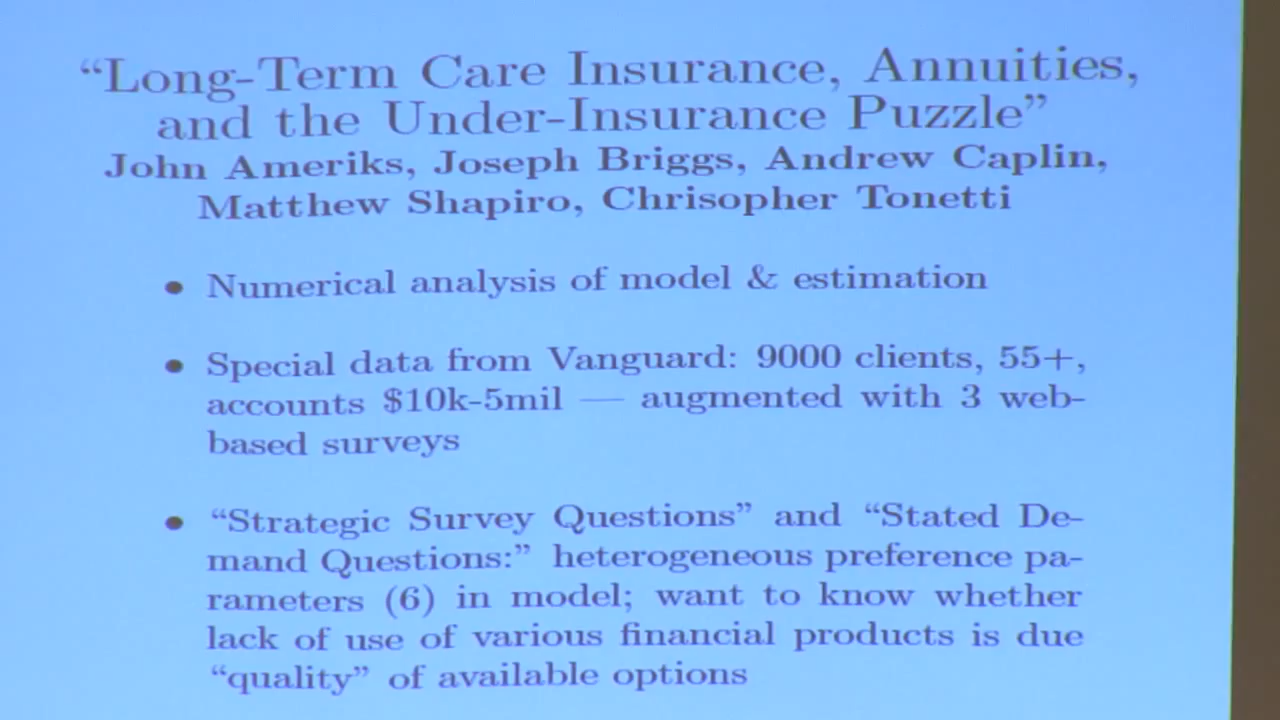 “Long-Term Care Insurance, Annuities,
and the Under-Insurance Puzzle”
John Ameriks, Joseph Briggs, Andrew Caplin,
Matthew Shapiro, Chrisopher Tonetti
• Numerical analysis of model & estimation
• Special data from Vanguard: 9000 clients, 55+,
accounts $10k-5mil — augmented with 3 web-
based surveys
• “Strategic Survey Questions” and “Stated De-
mand Questions:” heterogeneous preference pa-
rameters (6) in model; want to know whether
lack of use of various financial products is due
“quality” of available options